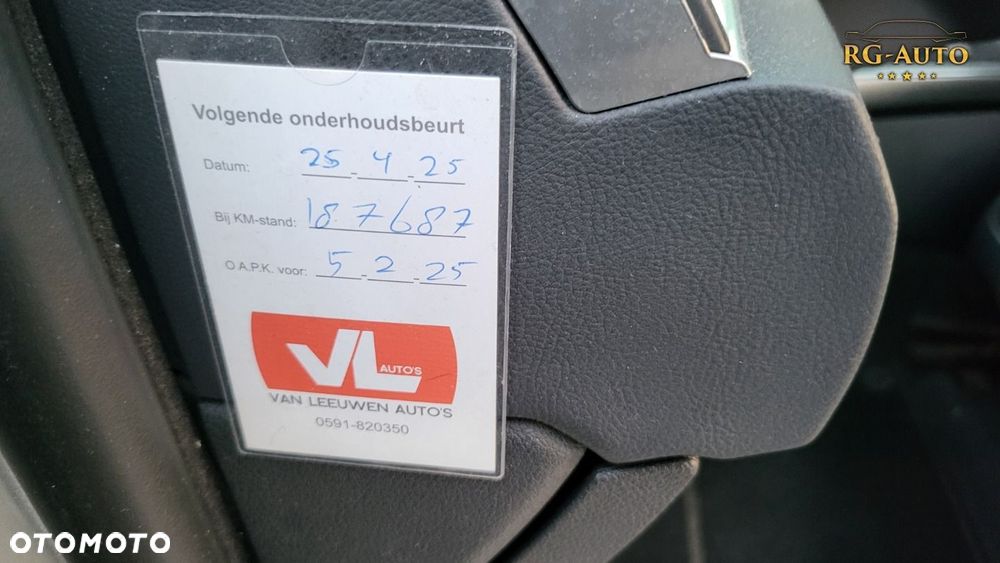 RG-AUTO
Volgende onderhoudsbeurt
Datum: 25 - 4 - 25
Bij KM-stand: 187687
O.A.P.K. voor: 5 - 2 - 25
VL AUTO'S
VAN LEEUWEN AUTO'S
0591-820350
OTOMOTO